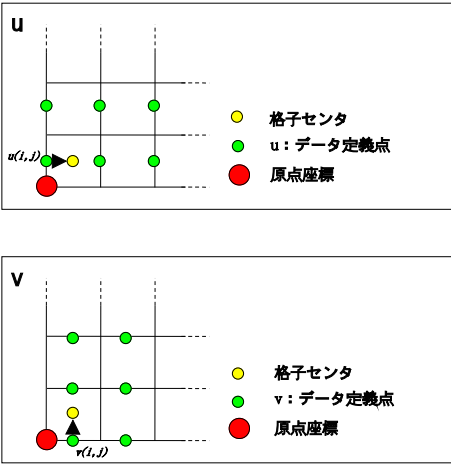 u
格子センタ
u：データ定義点
u(1,j)
原点座標
v
格子センタ
v：データ定義点
原点座標
v(1,j)